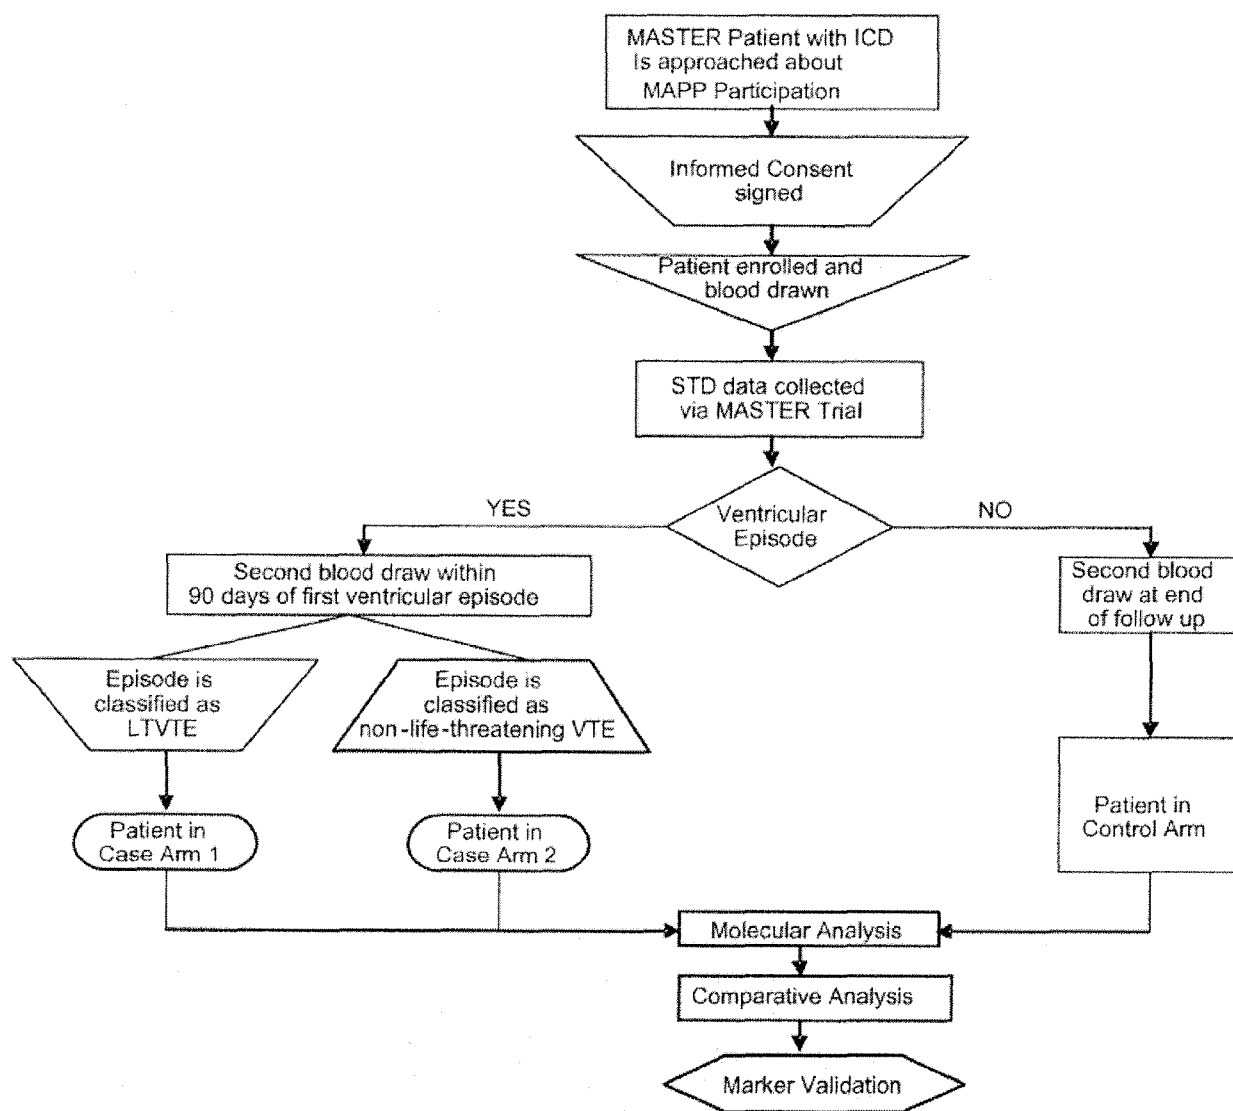 MASTER Patient with ICD
Is approached about
MAPP Participation
Informed Consent
signed
Patient enrolled and
blood drawn
STD data collected
via MASTER Trial
Ventricular
Episode
YES
NO
Second blood draw within
90 days of first ventricular episode
Second blood
draw at end
of follow up
Episode is
classified as
LTVTE
Episode is
classified as
non-life-threatening VTE
Patient in
Case Arm 1
Patient in
Case Arm 2
Patient in
Control Arm
Molecular Analysis
Comparative Analysis
Marker Validation